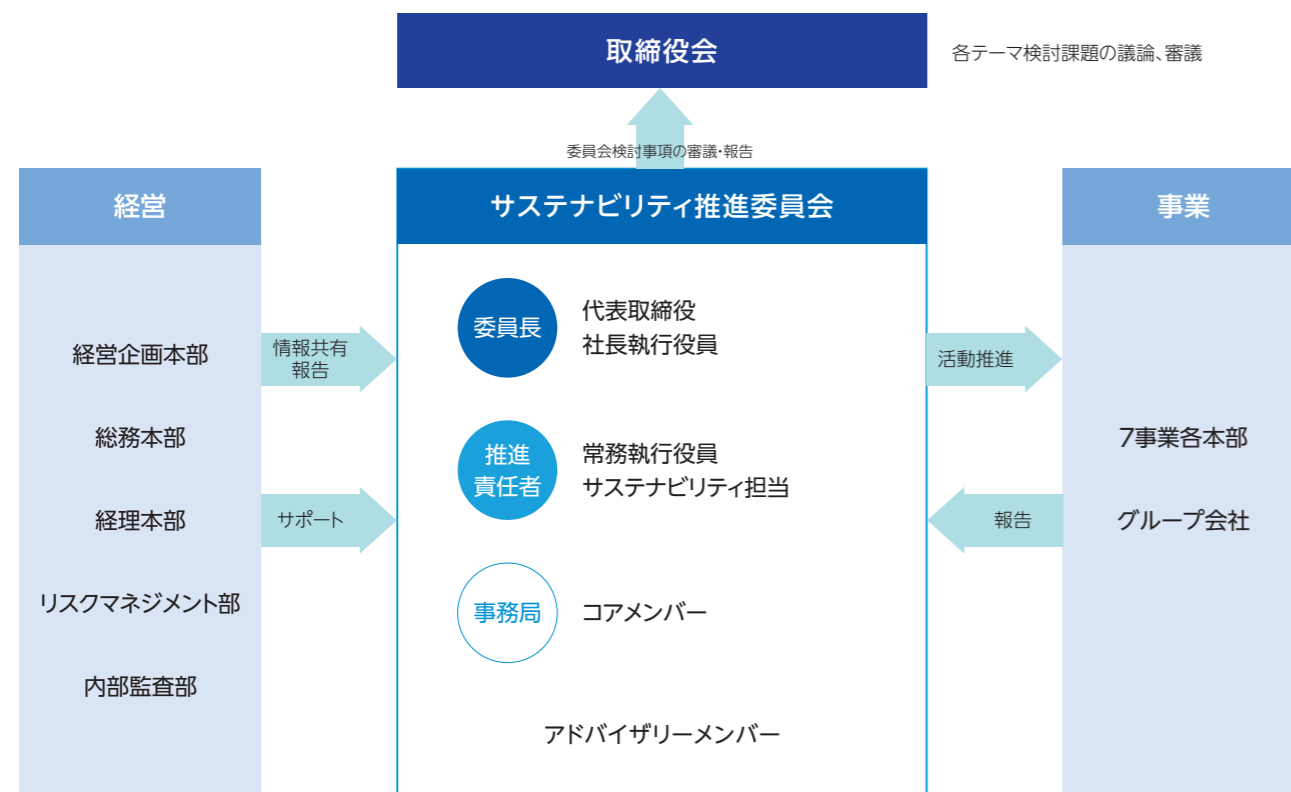 取締役会
各テーマ検討課題の議論、審議
委員会検討事項の審議・報告
経営
経営企画本部
総務本部
経理本部
リスクマネジメント部
内部監査部
情報共有
報告
サポート
サステナビリティ推進委員会
委員長
代表取締役
社長執行役員
推進
責任者
常務執行役員
サステナビリティ担当
事務局
コアメンバー
アドバイザリーメンバー
活動推進
報告
事業
7事業各本部
グループ会社